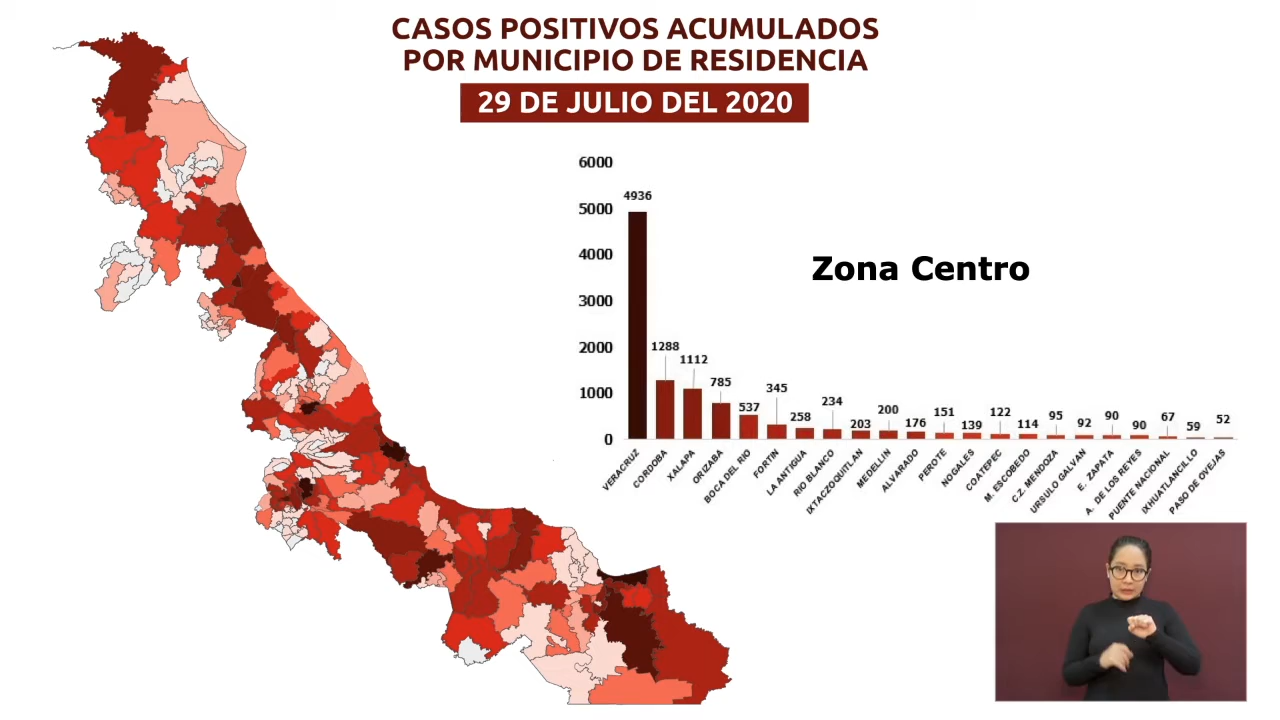 CASOS POSITIVOS ACUMULADOS
POR MUNICIPIO DE RESIDENCIA
29 DE JULIO DEL 2020
Zona Centro
6000
5000
4000
3000
2000
1000
0
4936
1288
1112
785
537
345
258
234
203
200
176
151
139
122
114
95
92
90
90
67
59
52
VERACRUZ
CORDOBA
XALAPA
ORIZABA
BOCA DEL RIO
FORTIN
LA ANTIGUA
RIO BLANCO
IXTACZOQUITLAN
MEDELLIN
ALVARADO
PEROTE
NOGALES
COATEPEC
M. ESCOBEDO
C.Z. MENDOZA
URSULO GALVAN
E. ZAPATA
A. DE LOS REYES
PUENTE NACIONAL
IXHUATLANCILLO
PASO DE OVEJAS